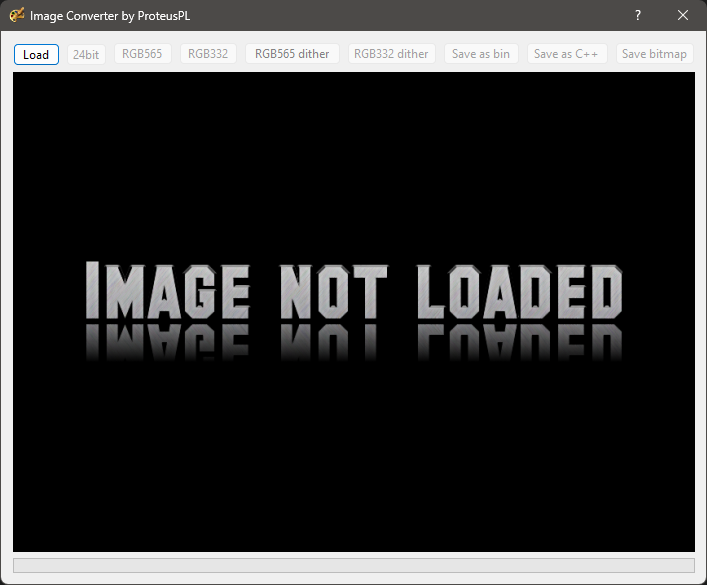 Image Converter by ProteusPL ?
Load 24bit RGB565 RGB332 RGB565 dither RGB332 dither Save as bin Save as C++ Save bitmap
IMAGE NOT LOADED